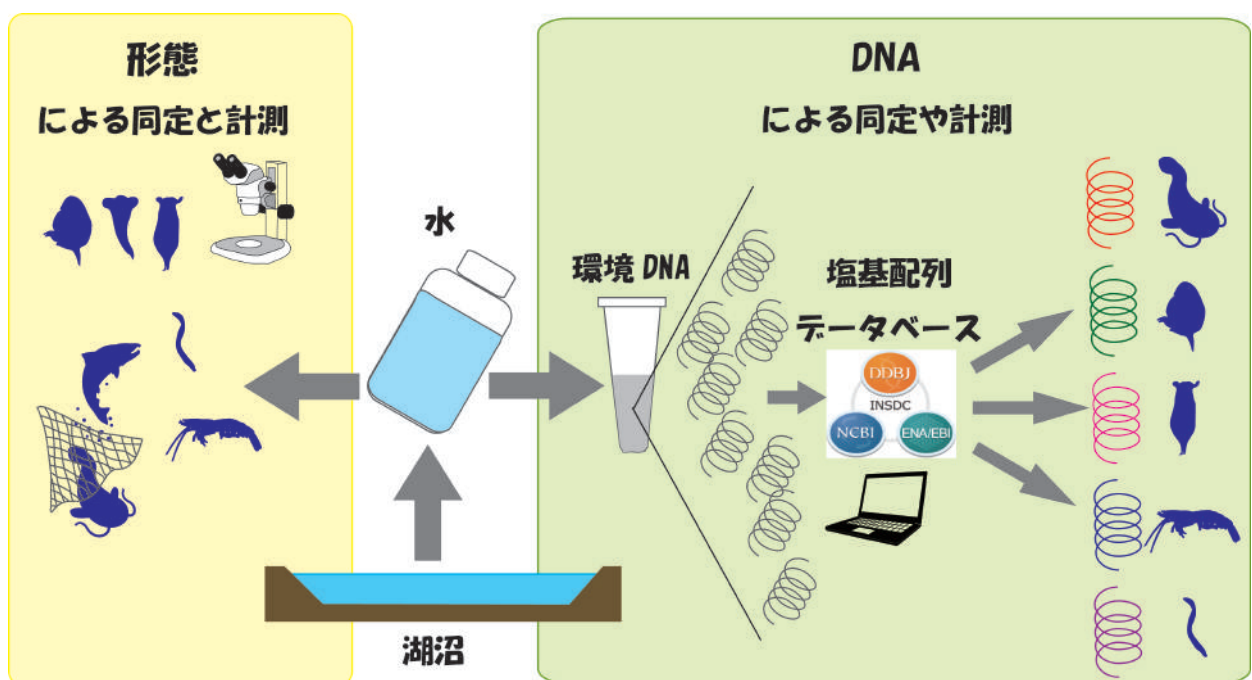 形態
による同定と計測
水
湖沼
DNA
による同定や計測
環境 DNA
塩基配列
データベース
DDBJ
INSDC
NCBI
ENA/EBI